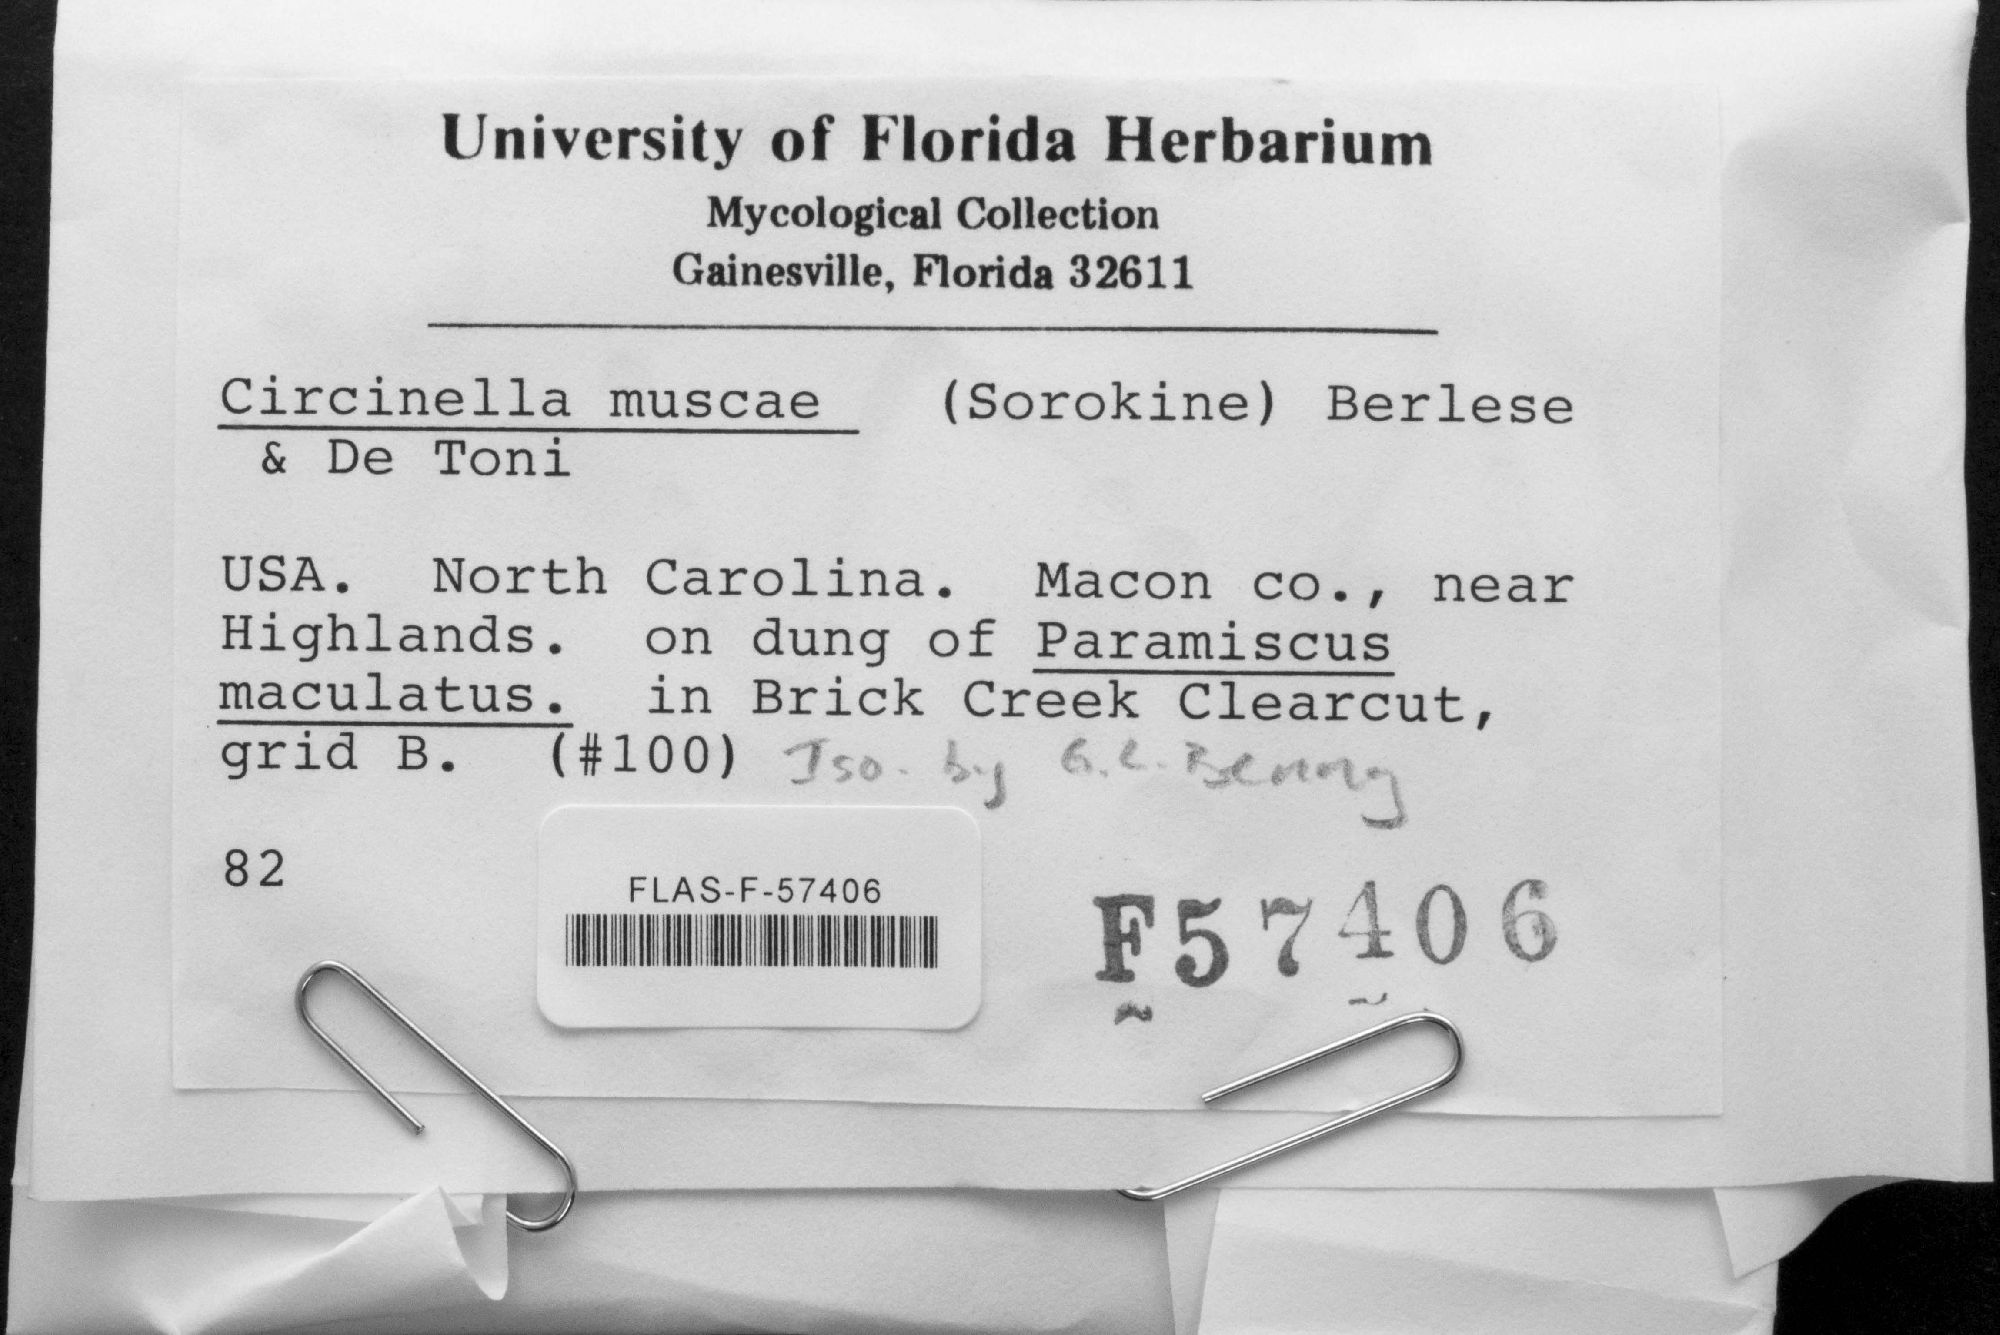 University of Florida Herbarium
Mycological Collection
Gainesville, Florida 32611
Circinella muscae (Sorokine) Berlese
& De Toni
USA. North Carolina. Macon co., near
Highlands. on dung of Paramiscus
maculatus. in Brick Creek Clearcut,
grid B. (#100) Iso. by G.L. Benny
82
FLAS-F-57406
F57406